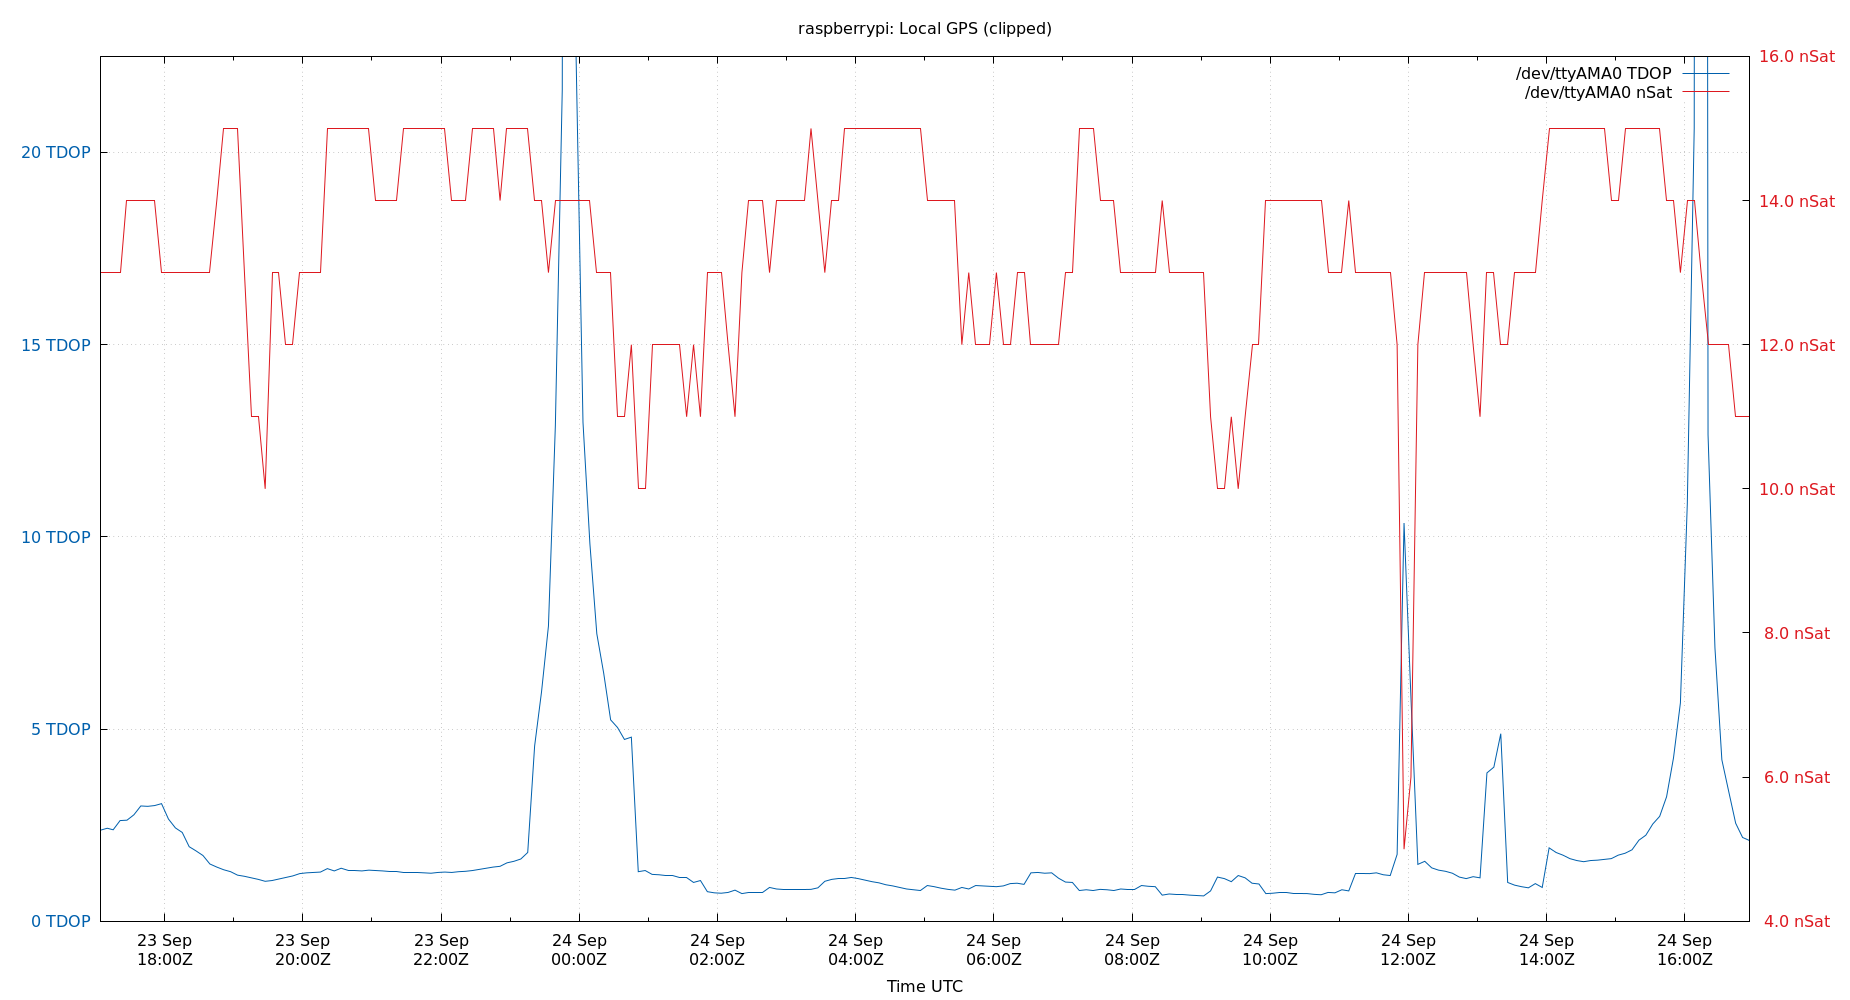 raspberrypi: Local GPS (clipped)
/dev/ttyAMA0 TDOP
/dev/ttyAMA0 nSat
20 TDOP
15 TDOP
10 TDOP
5 TDOP
0 TDOP
16.0 nSat
14.0 nSat
12.0 nSat
10.0 nSat
8.0 nSat
6.0 nSat
4.0 nSat
23 Sep 23 Sep 23 Sep 24 Sep 24 Sep 24 Sep 24 Sep 24 Sep 24 Sep 24 Sep 24 Sep 24 Sep
18:00Z 20:00Z 22:00Z 00:00Z 02:00Z 04:00Z 06:00Z 08:00Z 10:00Z 12:00Z 14:00Z 16:00Z
Time UTC